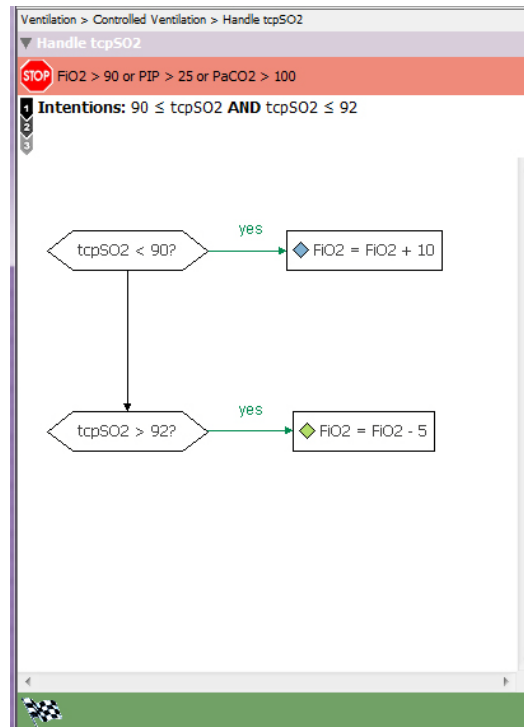 Ventilation > Controlled Ventilation > Handle tcpSO2
Handle tcpSO2
STOP FiO2 > 90 or PIP > 25 or PaCO2 > 100
1 Intentions: 90 ≤ tcpSO2 AND tcpSO2 ≤ 92
2
3
yes
tcpSO2 < 90?
FiO2 = FiO2 + 10
yes
tcpSO2 > 92?
FiO2 = FiO2 - 5